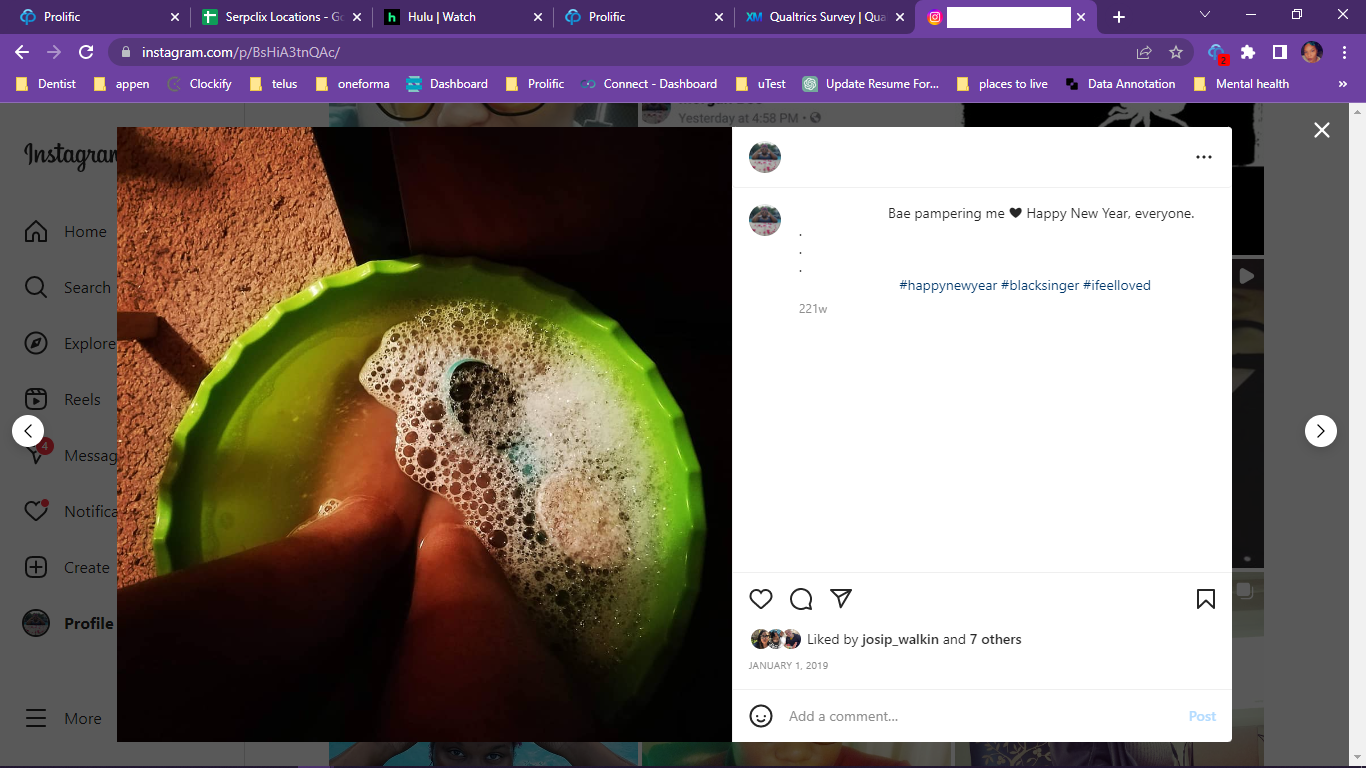 Prolific
Serpclix Locations - Go
Hulu | Watch
Prolific
Qualtrics Survey | Qua
instagram.com/p/BsHiA3tnQAc/
2
Dentist
appen
Clockify
telus
oneforma
Dashboard
Prolific
Connect - Dashboard
uTest
Update Resume For...
places to live
Data Annotation
Mental health
»
Yesterday at 4:58 PM •
Instagram
Home
Search
Explore
Reels
4
Messag
Notifica
Create
Profile
More
Bae pampering me ♥ Happy New Year, everyone.
.
.
.
#happynewyear #blacksinger #ifeelloved
221w
Liked by josip_walkin and 7 others
JANUARY 1, 2019
Add a comment...
Post